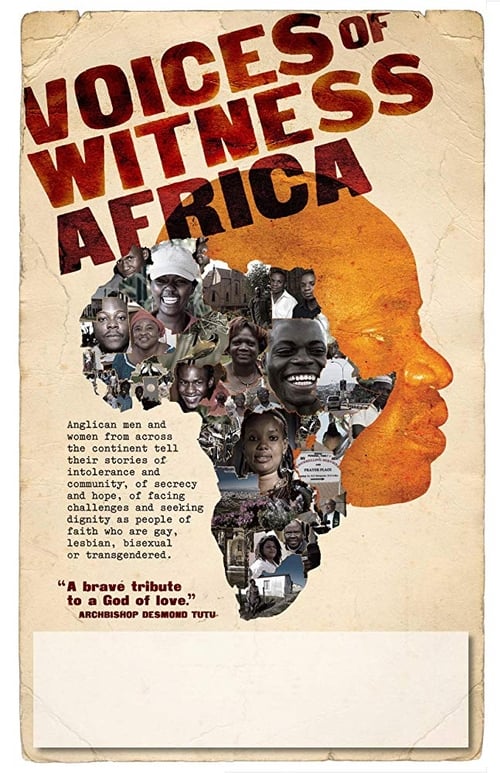 VOICES OF
WITNESS
AFRICA
Anglican men and
women from across
the continent tell
their stories of
intolerance and
community, of secrecy
and hope, of facing
challenges and seeking
dignity as people of
faith who are gay,
lesbian, bisexual
or transgendered.
“A brave tribute
to a God of love.”
ARCHBISHOP DESMOND TUTU
PRAYER PLACE